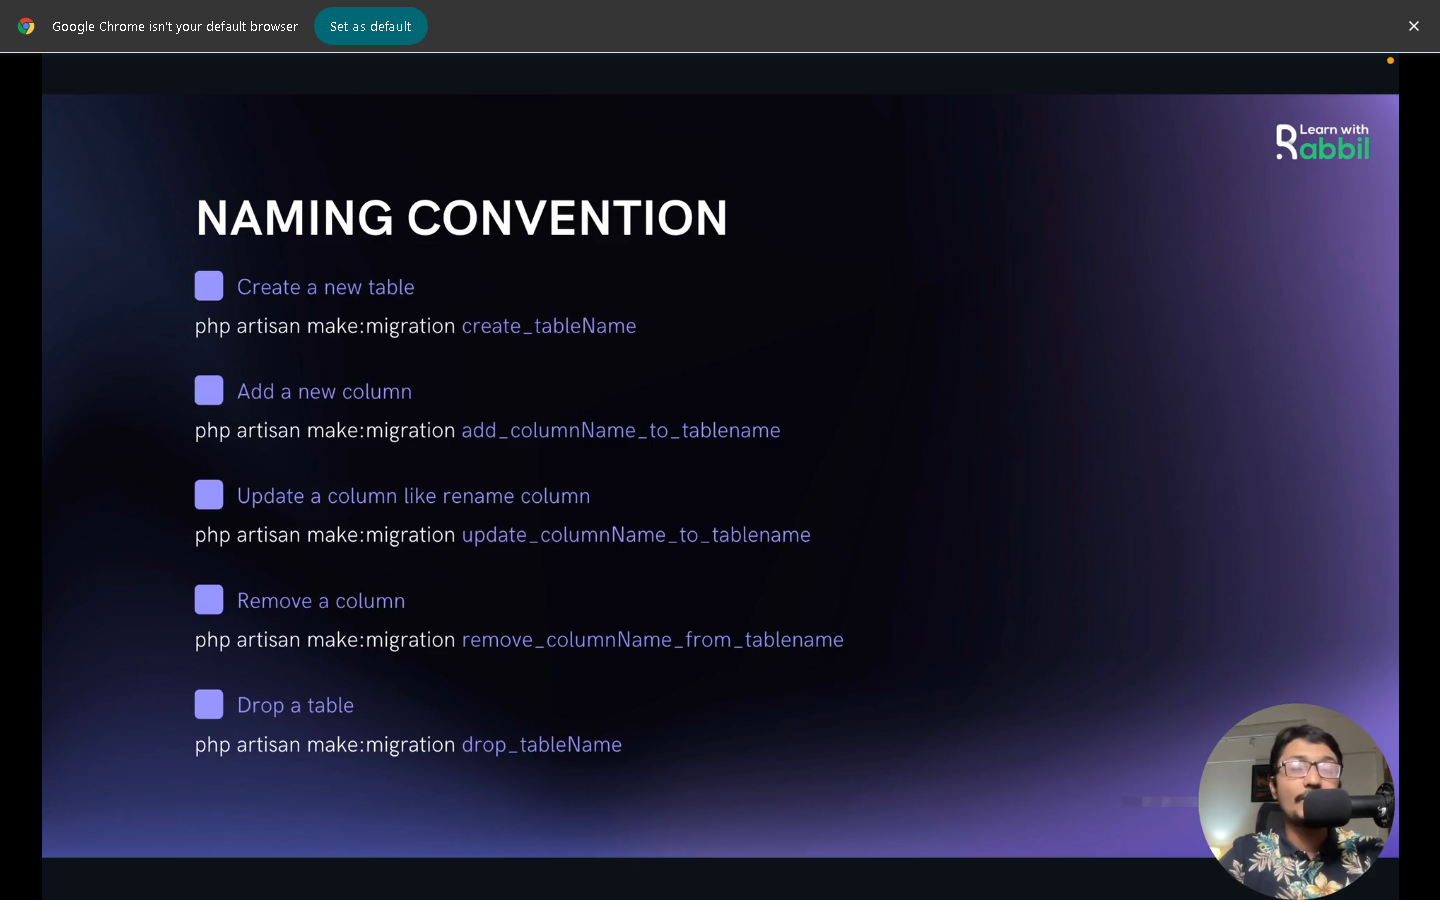 Google Chrome isn't your default browser
Set as default
Learn with
Rabbil
NAMING CONVENTION
Create a new table
php artisan make:migration create_tableName
Add a new column
php artisan make:migration add_columnName_to_tablename
Update a column like rename column
php artisan make:migration update_columnName_to_tablename
Remove a column
php artisan make:migration remove_columnName_from_tablename
Drop a table
php artisan make:migration drop_tableName